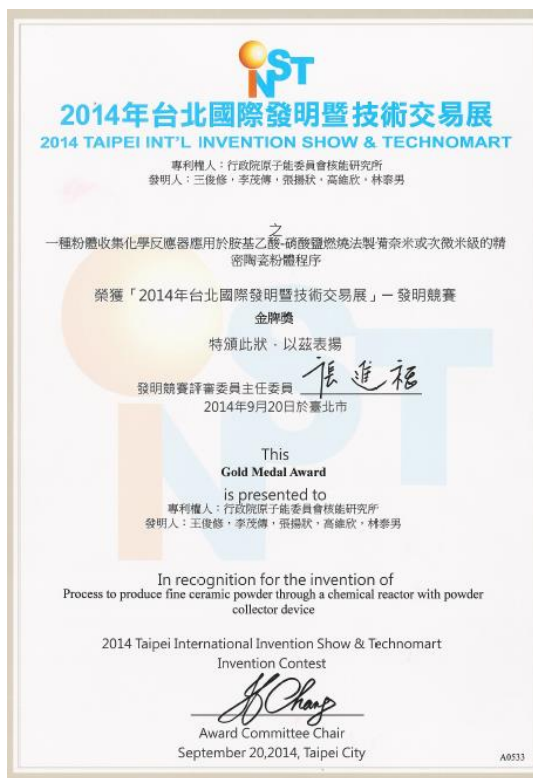 INST
2014年台北國際發明暨技術交易展
2014 TAIPEI INT'L INVENTION SHOW & TECHNOMART
專利權人：行政院原子能委員會核能研究所
發明人：王俊修，李茂傳，張揚狀，高維欣，林泰男
之
一種粉體收集化學反應器應用於胺基乙酸-硝酸鹽燃燒法製備奈米或次微米級的精
密陶瓷粉體程序
榮獲「2014年台北國際發明暨技術交易展」－發明競賽
金牌獎
特頒此狀，以茲表揚
發明競賽評審委員主任委員 張進福
2014年9月20日於臺北市
This
Gold Medal Award
is presented to
專利權人：行政院原子能委員會核能研究所
發明人：王俊修，李茂傳，張揚狀，高維欣，林泰男
In recognition for the invention of
Process to produce fine ceramic powder through a chemical reactor with powder
collector device
2014 Taipei International Invention Show & Technomart
Invention Contest
Chang
Award Committee Chair
September 20,2014, Taipei City
A0533